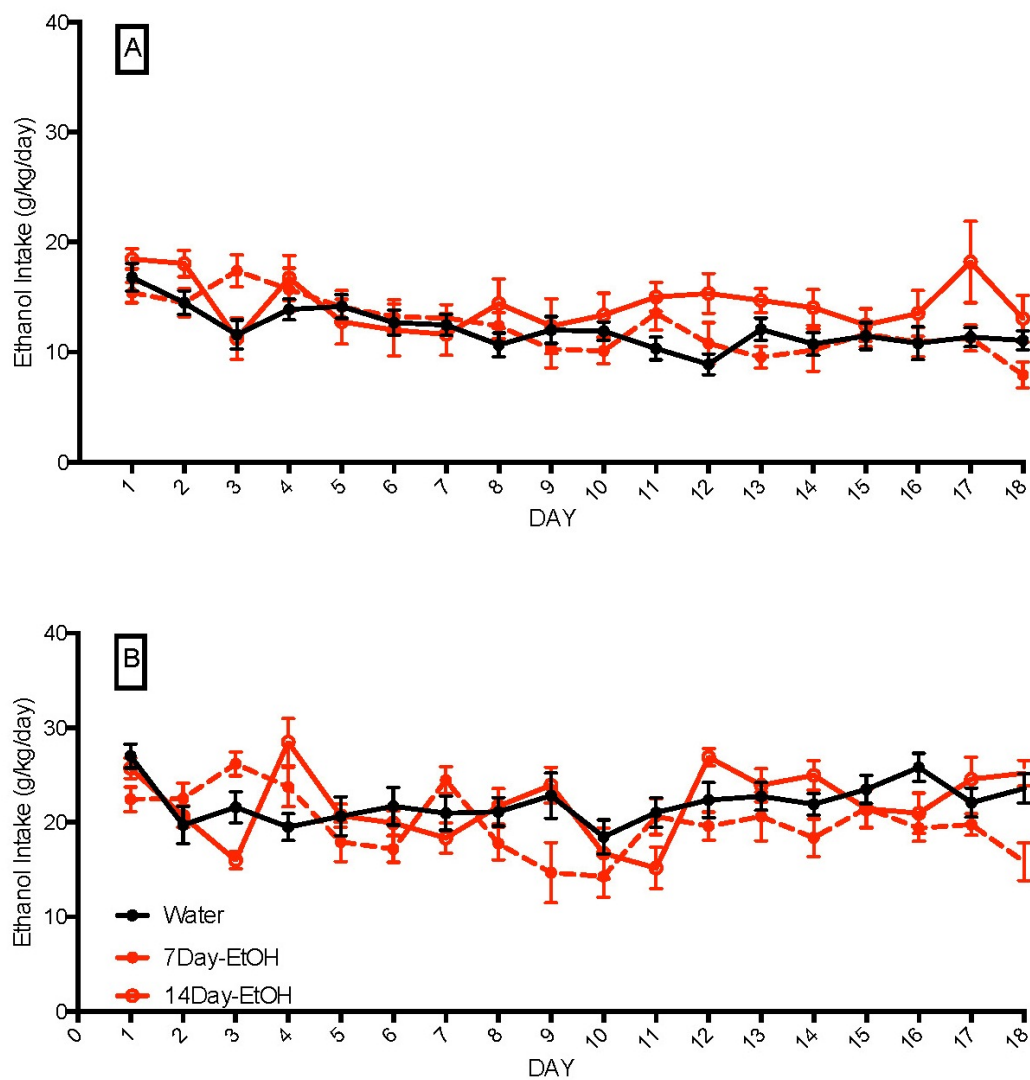 A
Ethanol Intake (g/kg/day)
40
30
20
10
0
1 2 3 4 5 6 7 8 9 10 11 12 13 14 15 16 17 18
DAY
B
Ethanol Intake (g/kg/day)
40
30
20
10
0
Water
7Day-EtOH
14Day-EtOH
0 1 2 3 4 5 6 7 8 9 10 11 12 13 14 15 16 17 18
DAY